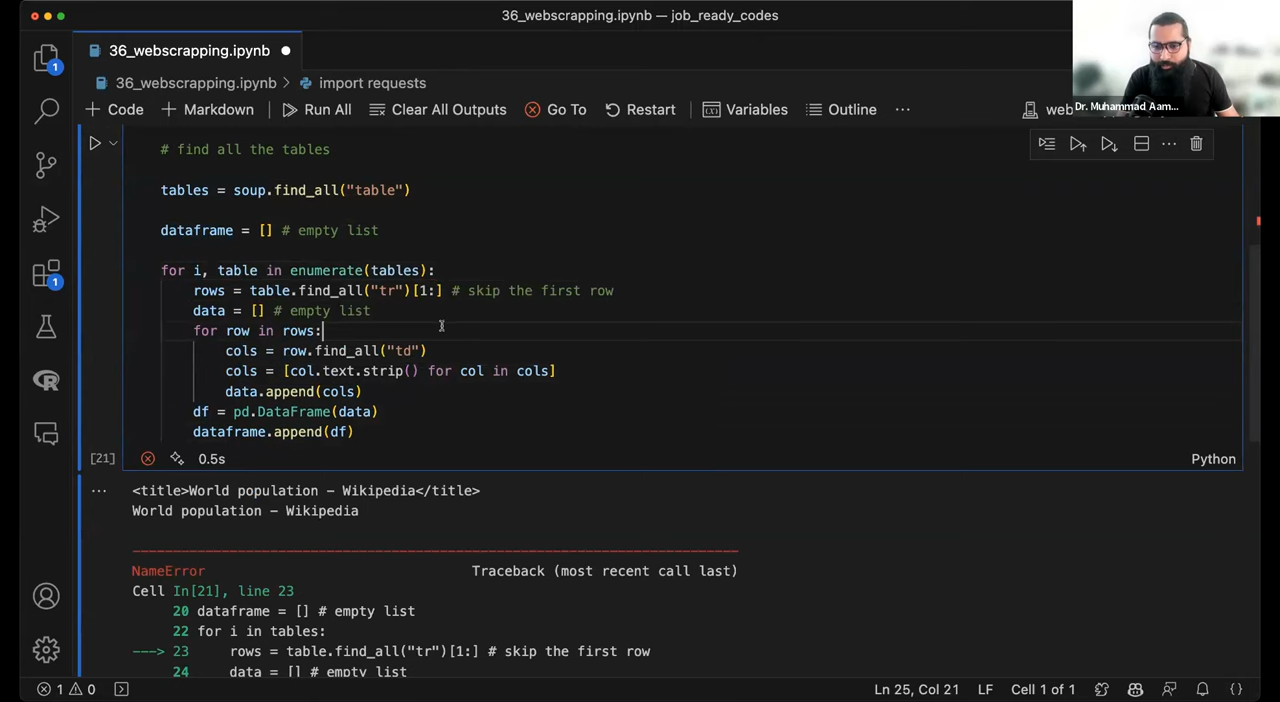 36_webscrapping.ipynb — job_ready_codes
36_webscrapping.ipynb
36_webscrapping.ipynb > import requests
+ Code + Markdown Run All Clear All Outputs Go To Restart Variables Outline ...
Dr. Muhammad Aam...
1
1
# find all the tables
tables = soup.find_all("table")
dataframe = [] # empty list
for i, table in enumerate(tables):
    rows = table.find_all("tr")[1:] # skip the first row
    data = [] # empty list
    for row in rows:
        cols = row.find_all("td")
        cols = [col.text.strip() for col in cols]
        data.append(cols)
    df = pd.DataFrame(data)
    dataframe.append(df)
[21] 0.5s Python
<title>World population - Wikipedia</title>
World population - Wikipedia
NameError Traceback (most recent call last)
Cell In[21], line 23
20 dataframe = [] # empty list
22 for i in tables:
---> 23     rows = table.find_all("tr")[1:] # skip the first row
24     data = [] # empty list
1 0 Ln 25, Col 21 LF Cell 1 of 1